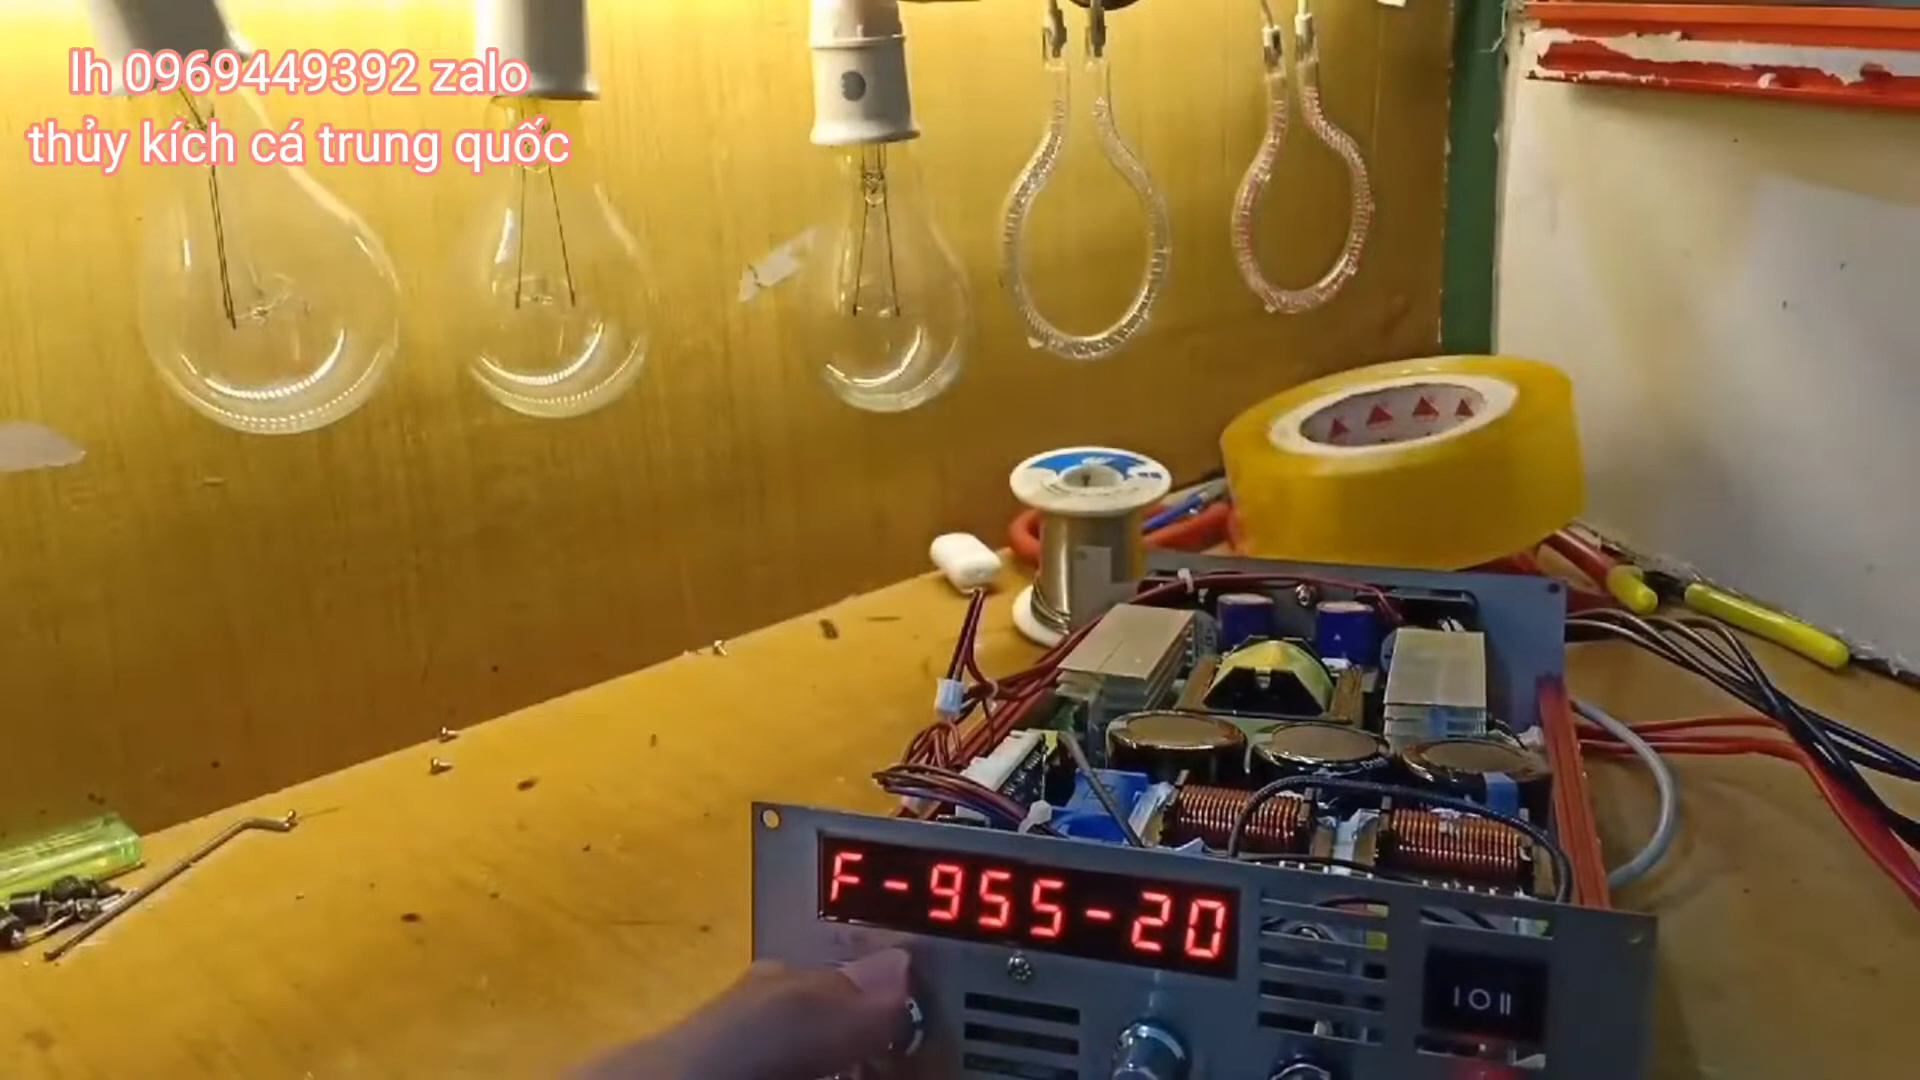 lh 0969449392 zalo
thủy kích cá trung quốc
F-955-20
I O II